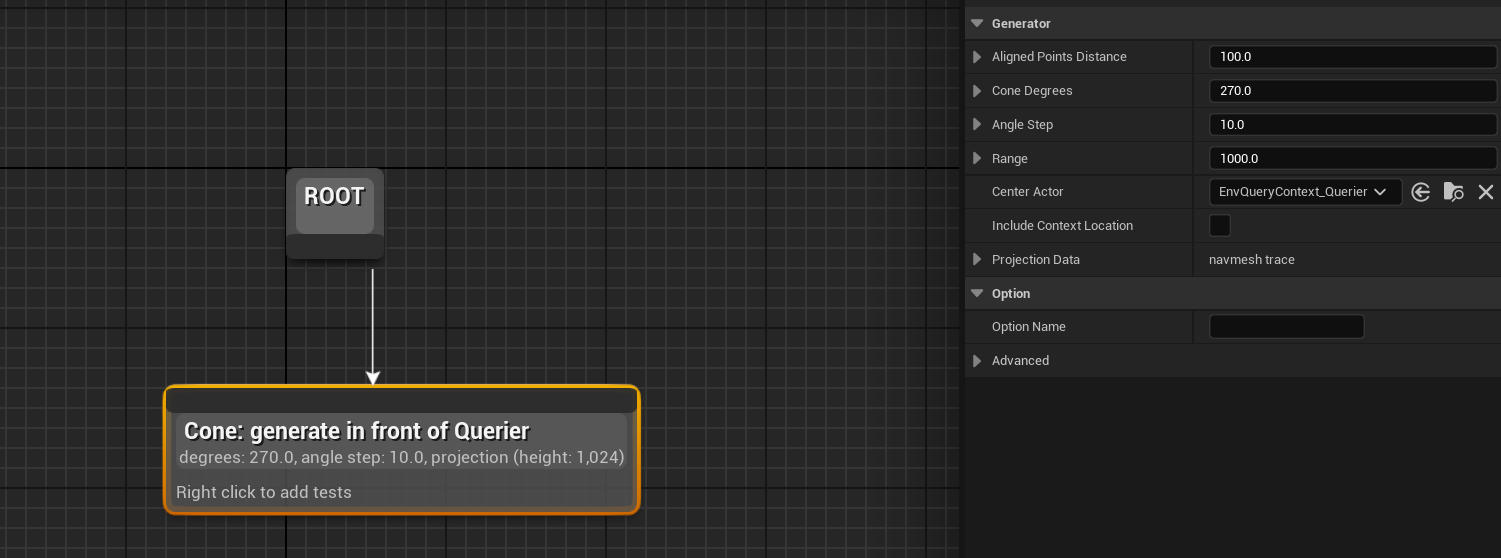 ROOT
Cone: generate in front of Querier
degrees: 270.0, angle step: 10.0, projection (height: 1,024)
Right click to add tests
Generator
Aligned Points Distance 100.0
Cone Degrees 270.0
Angle Step 10.0
Range 1000.0
Center Actor EnvQueryContext_Querier
Include Context Location
Projection Data navmesh trace
Option
Option Name
Advanced